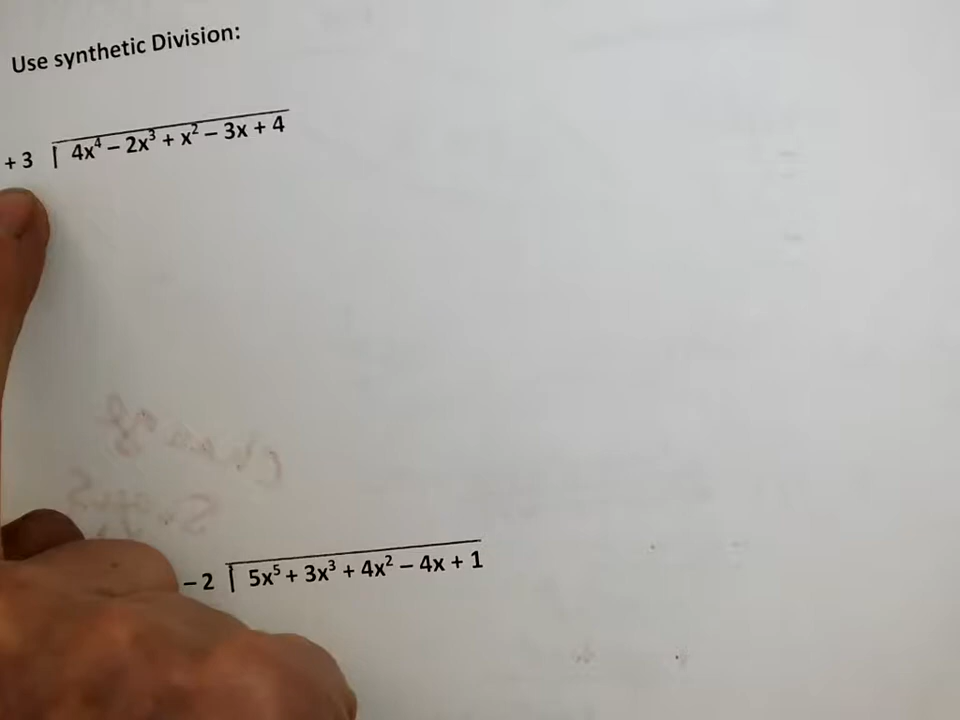 Use synthetic Division:
+ 3 | 4x⁴ – 2x³ + x² – 3x + 4
– 2 | 5x⁵ + 3x³ + 4x² – 4x + 1